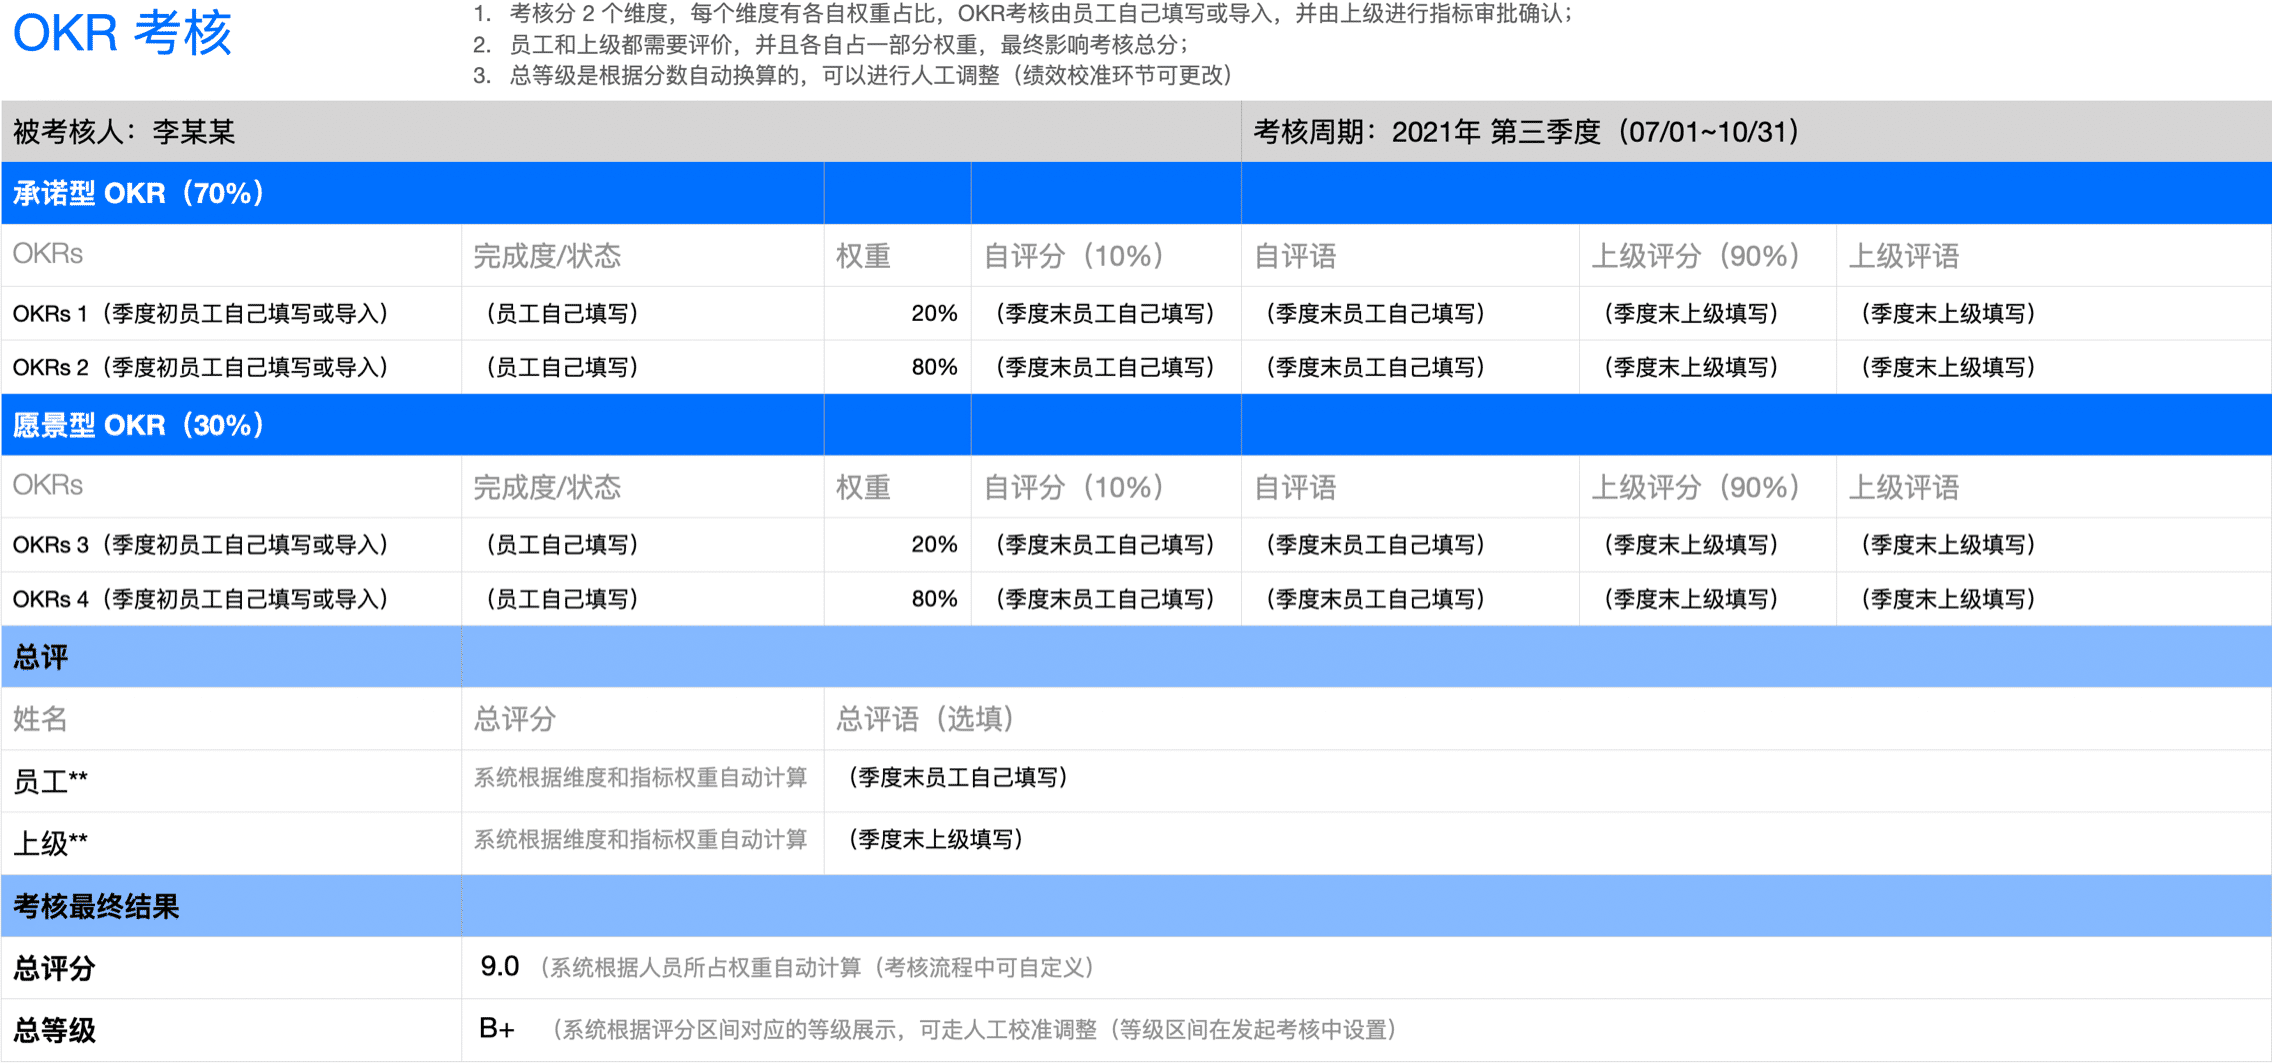 OKR 考核
1. 考核分 2 个维度，每个维度有各自权重占比，OKR考核由员工自己填写或导入，并由上级进行指标审批确认；
2. 员工和上级都需要评价，并且各自占一部分权重，最终影响考核总分；
3. 总等级是根据分数自动换算的，可以进行人工调整（绩效校准环节可更改）
被考核人：李某某 考核周期：2021年 第三季度（07/01~10/31）
承诺型 OKR（70%）
OKRs 完成度/状态 权重 自评分（10%） 自评语 上级评分（90%） 上级评语
OKRs 1（季度初员工自己填写或导入） （员工自己填写） 20% （季度末员工自己填写） （季度末员工自己填写） （季度末上级填写） （季度末上级填写）
OKRs 2（季度初员工自己填写或导入） （员工自己填写） 80% （季度末员工自己填写） （季度末员工自己填写） （季度末上级填写） （季度末上级填写）
愿景型 OKR（30%）
OKRs 完成度/状态 权重 自评分（10%） 自评语 上级评分（90%） 上级评语
OKRs 3（季度初员工自己填写或导入） （员工自己填写） 20% （季度末员工自己填写） （季度末员工自己填写） （季度末上级填写） （季度末上级填写）
OKRs 4（季度初员工自己填写或导入） （员工自己填写） 80% （季度末员工自己填写） （季度末员工自己填写） （季度末上级填写） （季度末上级填写）
总评
姓名 总评分 总评语（选填）
员工** 系统根据维度和指标权重自动计算 （季度末员工自己填写）
上级** 系统根据维度和指标权重自动计算 （季度末上级填写）
考核最终结果
总评分 9.0 （系统根据人员所占权重自动计算（考核流程中可自定义）
总等级 B+ （系统根据评分区间对应的等级展示，可走人工校准调整（等级区间在发起考核中设置）